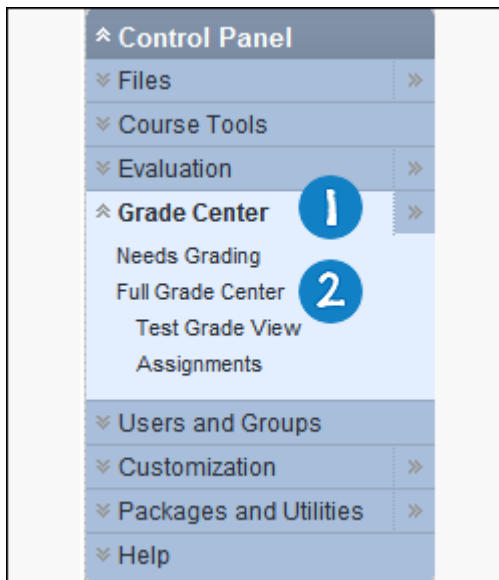 Control Panel
Files
Course Tools
Evaluation
Grade Center 1
Needs Grading
Full Grade Center 2
Test Grade View
Assignments
Users and Groups
Customization
Packages and Utilities
Help